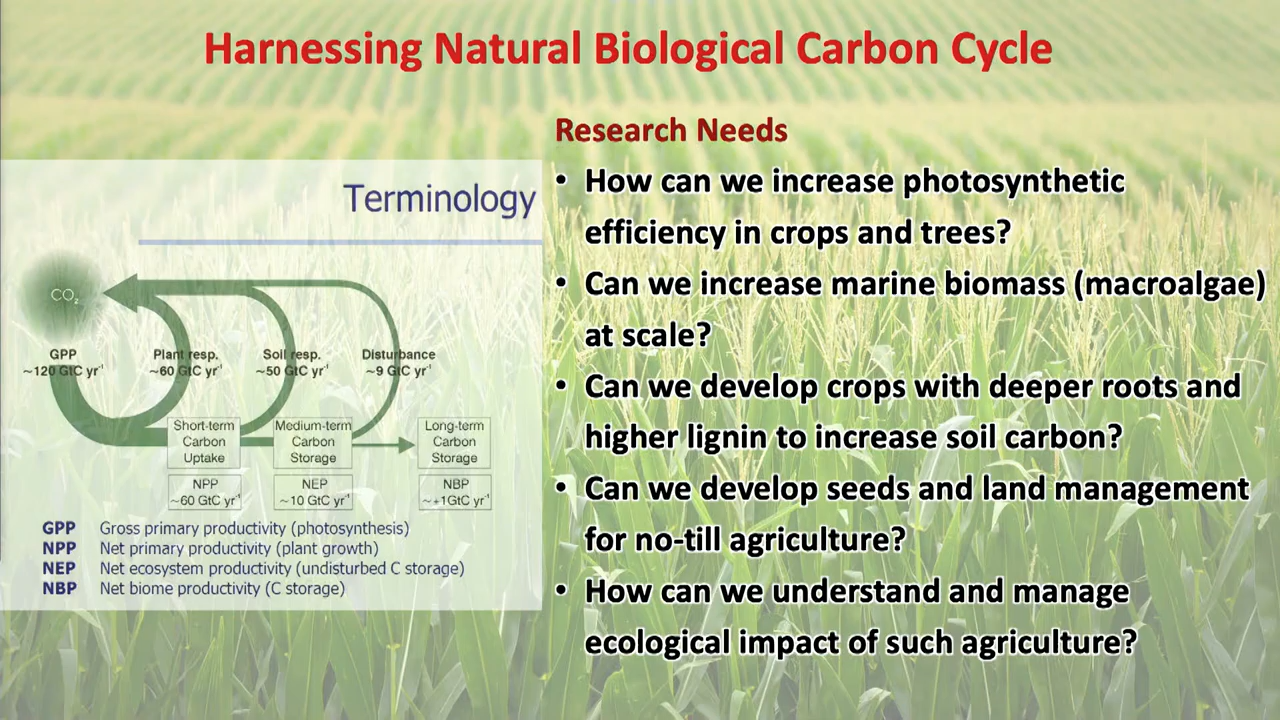 Harnessing Natural Biological Carbon Cycle
Terminology
CO₂
GPP
~120 GtC yr⁻¹
Plant resp.
~60 GtC yr⁻¹
Soil resp.
~50 GtC yr⁻¹
Disturbance
~9 GtC yr⁻¹
Short-term
Carbon
Uptake
Medium-term
Carbon
Storage
Long-term
Carbon
Storage
NPP
~60 GtC yr⁻¹
NEP
~10 GtC yr⁻¹
NBP
~+1GtC yr⁻¹
GPP Gross primary productivity (photosynthesis)
NPP Net primary productivity (plant growth)
NEP Net ecosystem productivity (undisturbed C storage)
NBP Net biome productivity (C storage)
Research Needs
• How can we increase photosynthetic
efficiency in crops and trees?
• Can we increase marine biomass (macroalgae)
at scale?
• Can we develop crops with deeper roots and
higher lignin to increase soil carbon?
• Can we develop seeds and land management
for no-till agriculture?
• How can we understand and manage
ecological impact of such agriculture?